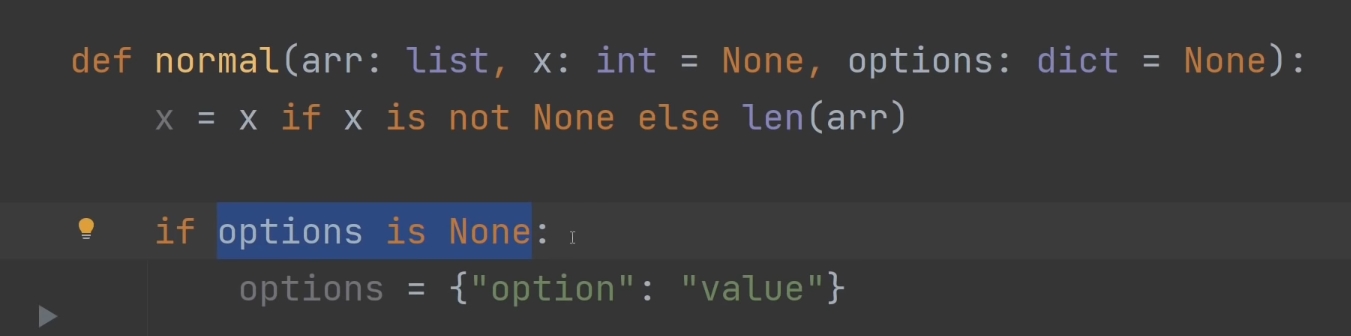 def normal(arr: list, x: int = None, options: dict = None):
x = x if x is not None else len(arr)
if options is None:
options = {"option": "value"}